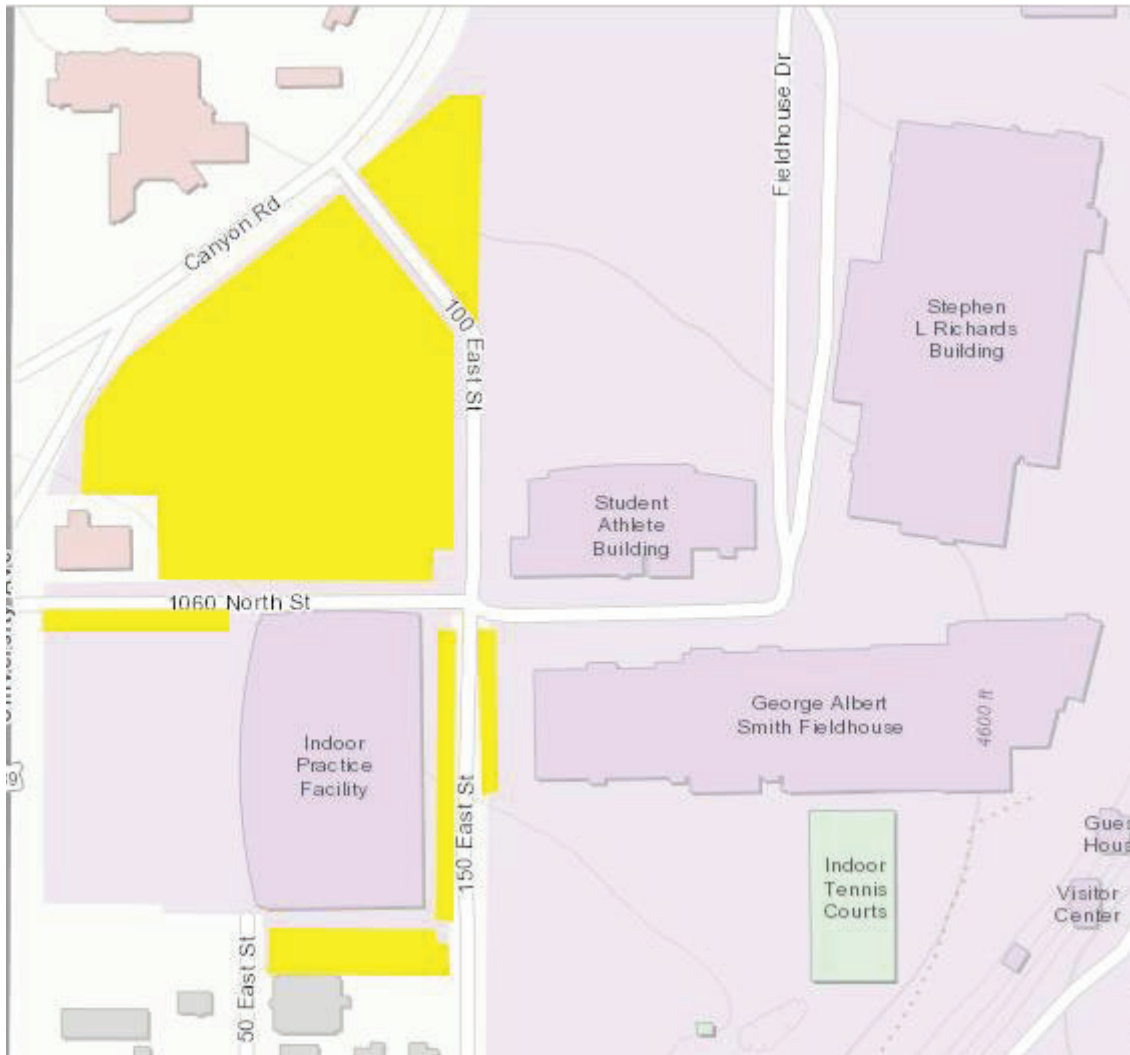 Fieldhouse Dr
Canyon Rd
100 East St
Stephen
L Richards
Building
Student
Athlete
Building
1060 North St
George Albert
Smith Fieldhouse
4600 ft
Indoor
Practice
Facility
150 East St
Indoor
Tennis
Courts
Visitor
Center
50 East St